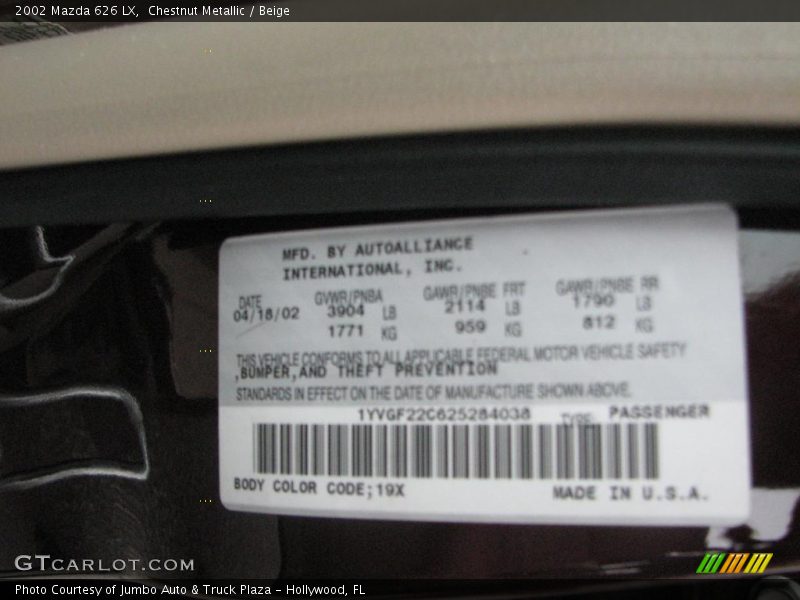 2002 Mazda 626 LX,  Chestnut Metallic / Beige
MFD. BY AUTOALLIANCE
INTERNATIONAL, INC.
DATE GVWR/PNBA GAWR/PNBE FRT GAWR/PNBE RR
04/18/02 3904 LB 2114 LB 1790 LB
1771 KG 959 KG 812 KG
THIS VEHICLE CONFORMS TO ALL APPLICABLE FEDERAL MOTOR VEHICLE SAFETY
,BUMPER,AND THEFT PREVENTION
STANDARDS IN EFFECT ON THE DATE OF MANUFACTURE SHOWN ABOVE.
1YVGF22C625284038 TYPE: PASSENGER
BODY COLOR CODE;19X MADE IN U.S.A.
GTCARLOT.COM
Photo Courtesy of Jumbo Auto & Truck Plaza - Hollywood, FL